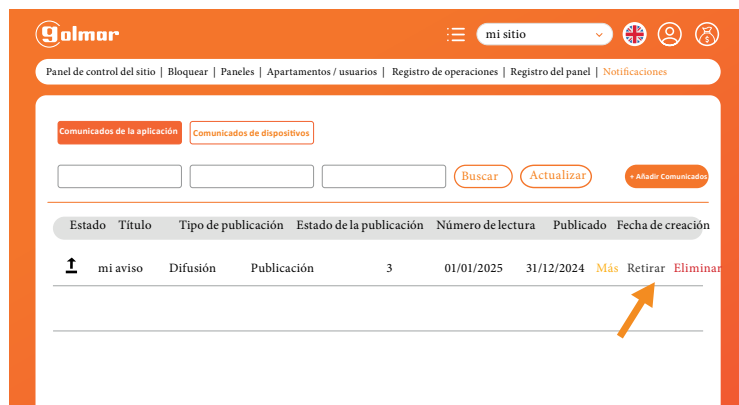 golmar
mi sitio
Panel de control del sitio | Bloquear | Paneles | Apartamentos / usuarios | Registro de operaciones | Registro del panel | Notificaciones
Comunicados de la aplicación Comunicados de dispositivos
Buscar Actualizar + Añadir Comunicados
Estado Título Tipo de publicación Estado de la publicación Número de lectura Publicado Fecha de creación
mi aviso Difusión Publicación 3 01/01/2025 31/12/2024 Más Retirar Eliminar